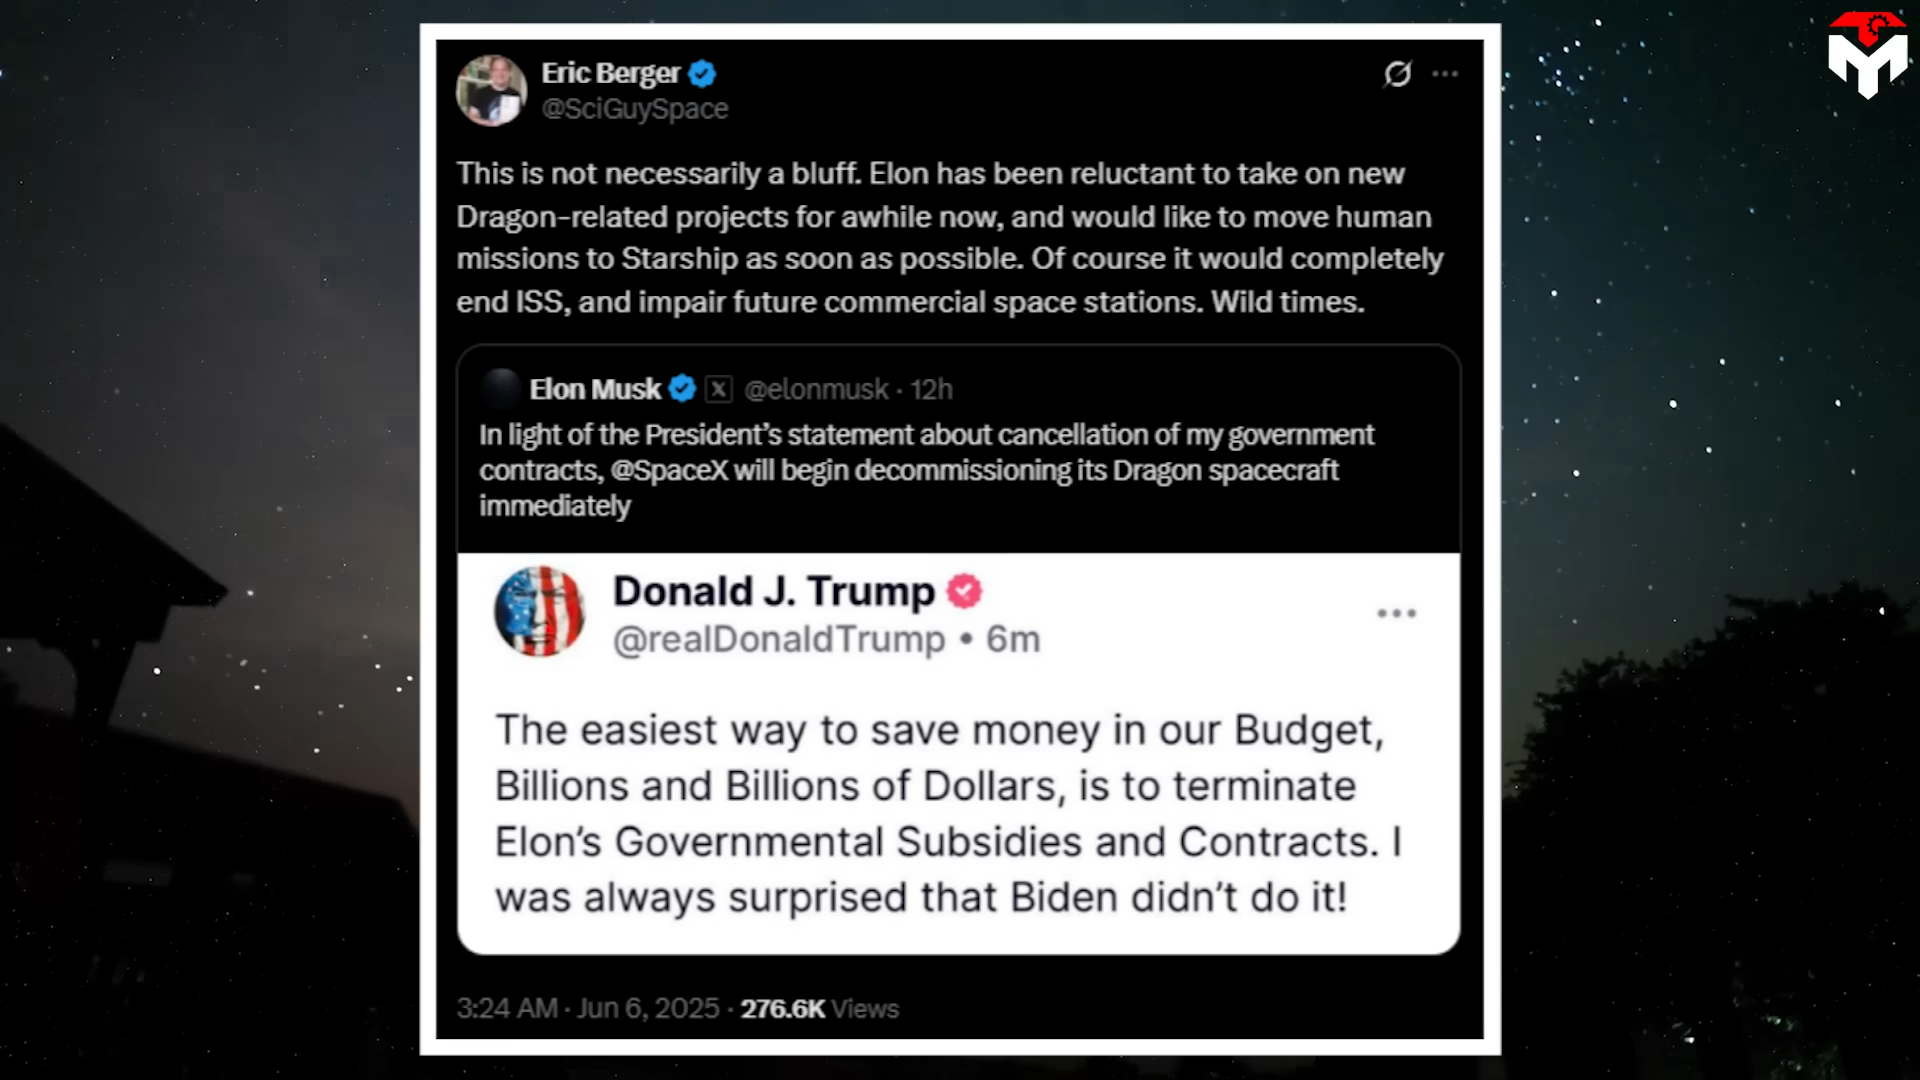 Eric Berger
@SciGuySpace
This is not necessarily a bluff. Elon has been reluctant to take on new
Dragon-related projects for awhile now, and would like to move human
missions to Starship as soon as possible. Of course it would completely
end ISS, and impair future commercial space stations. Wild times.
Elon Musk @elonmusk · 12h
In light of the President’s statement about cancellation of my government
contracts, @SpaceX will begin decommissioning its Dragon spacecraft
immediately
Donald J. Trump
@realDonaldTrump • 6m
The easiest way to save money in our Budget,
Billions and Billions of Dollars, is to terminate
Elon’s Governmental Subsidies and Contracts. I
was always surprised that Biden didn’t do it!
3:24 AM · Jun 6, 2025 · 276.6K Views